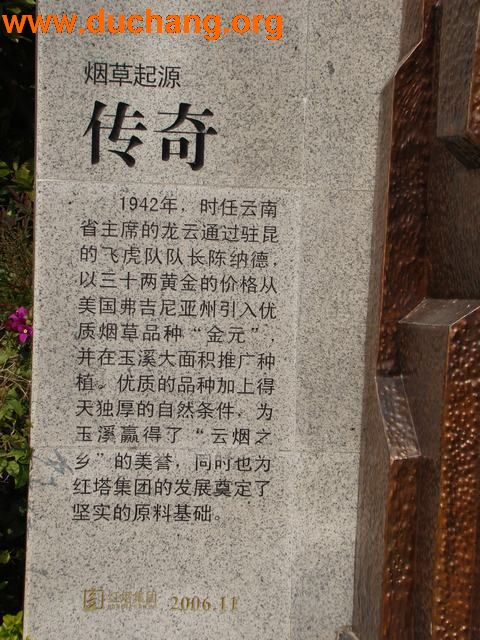 www.duchang.org
烟草起源
传奇
1942年，时任云南
省主席的龙云通过驻昆
的飞虎队队长陈纳德，
以三十两黄金的价格从
美国弗吉尼亚州引入优
质烟草品种“金元”，
并在玉溪大面积推广种
植。优质的品种加上得
天独厚的自然条件，为
玉溪赢得了“云烟之
乡”的美誉，同时也为
红塔集团的发展奠定了
坚实的原料基础。
红塔集团 2006.11